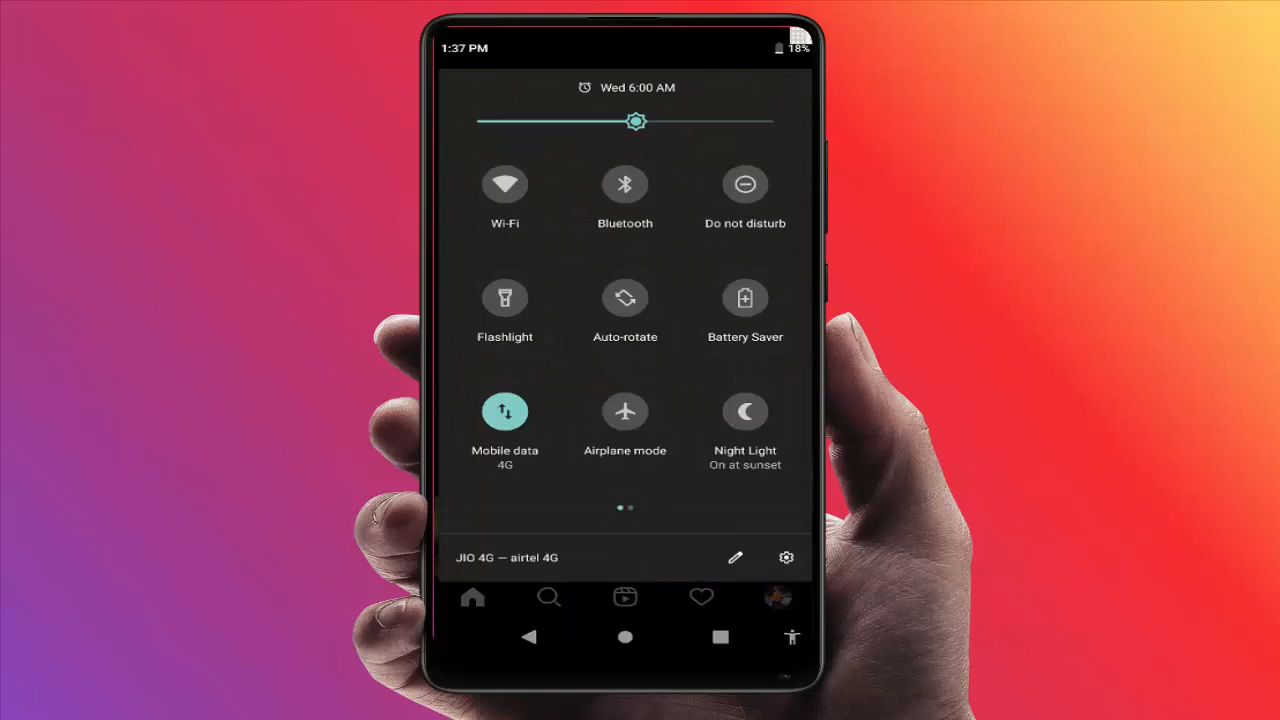 1:37 PM
18%
Wed 6:00 AM
Wi-Fi
Bluetooth
Do not disturb
Flashlight
Auto-rotate
Battery Saver
Mobile data
4G
Airplane mode
Night Light
On at sunset
JIO 4G — airtel 4G